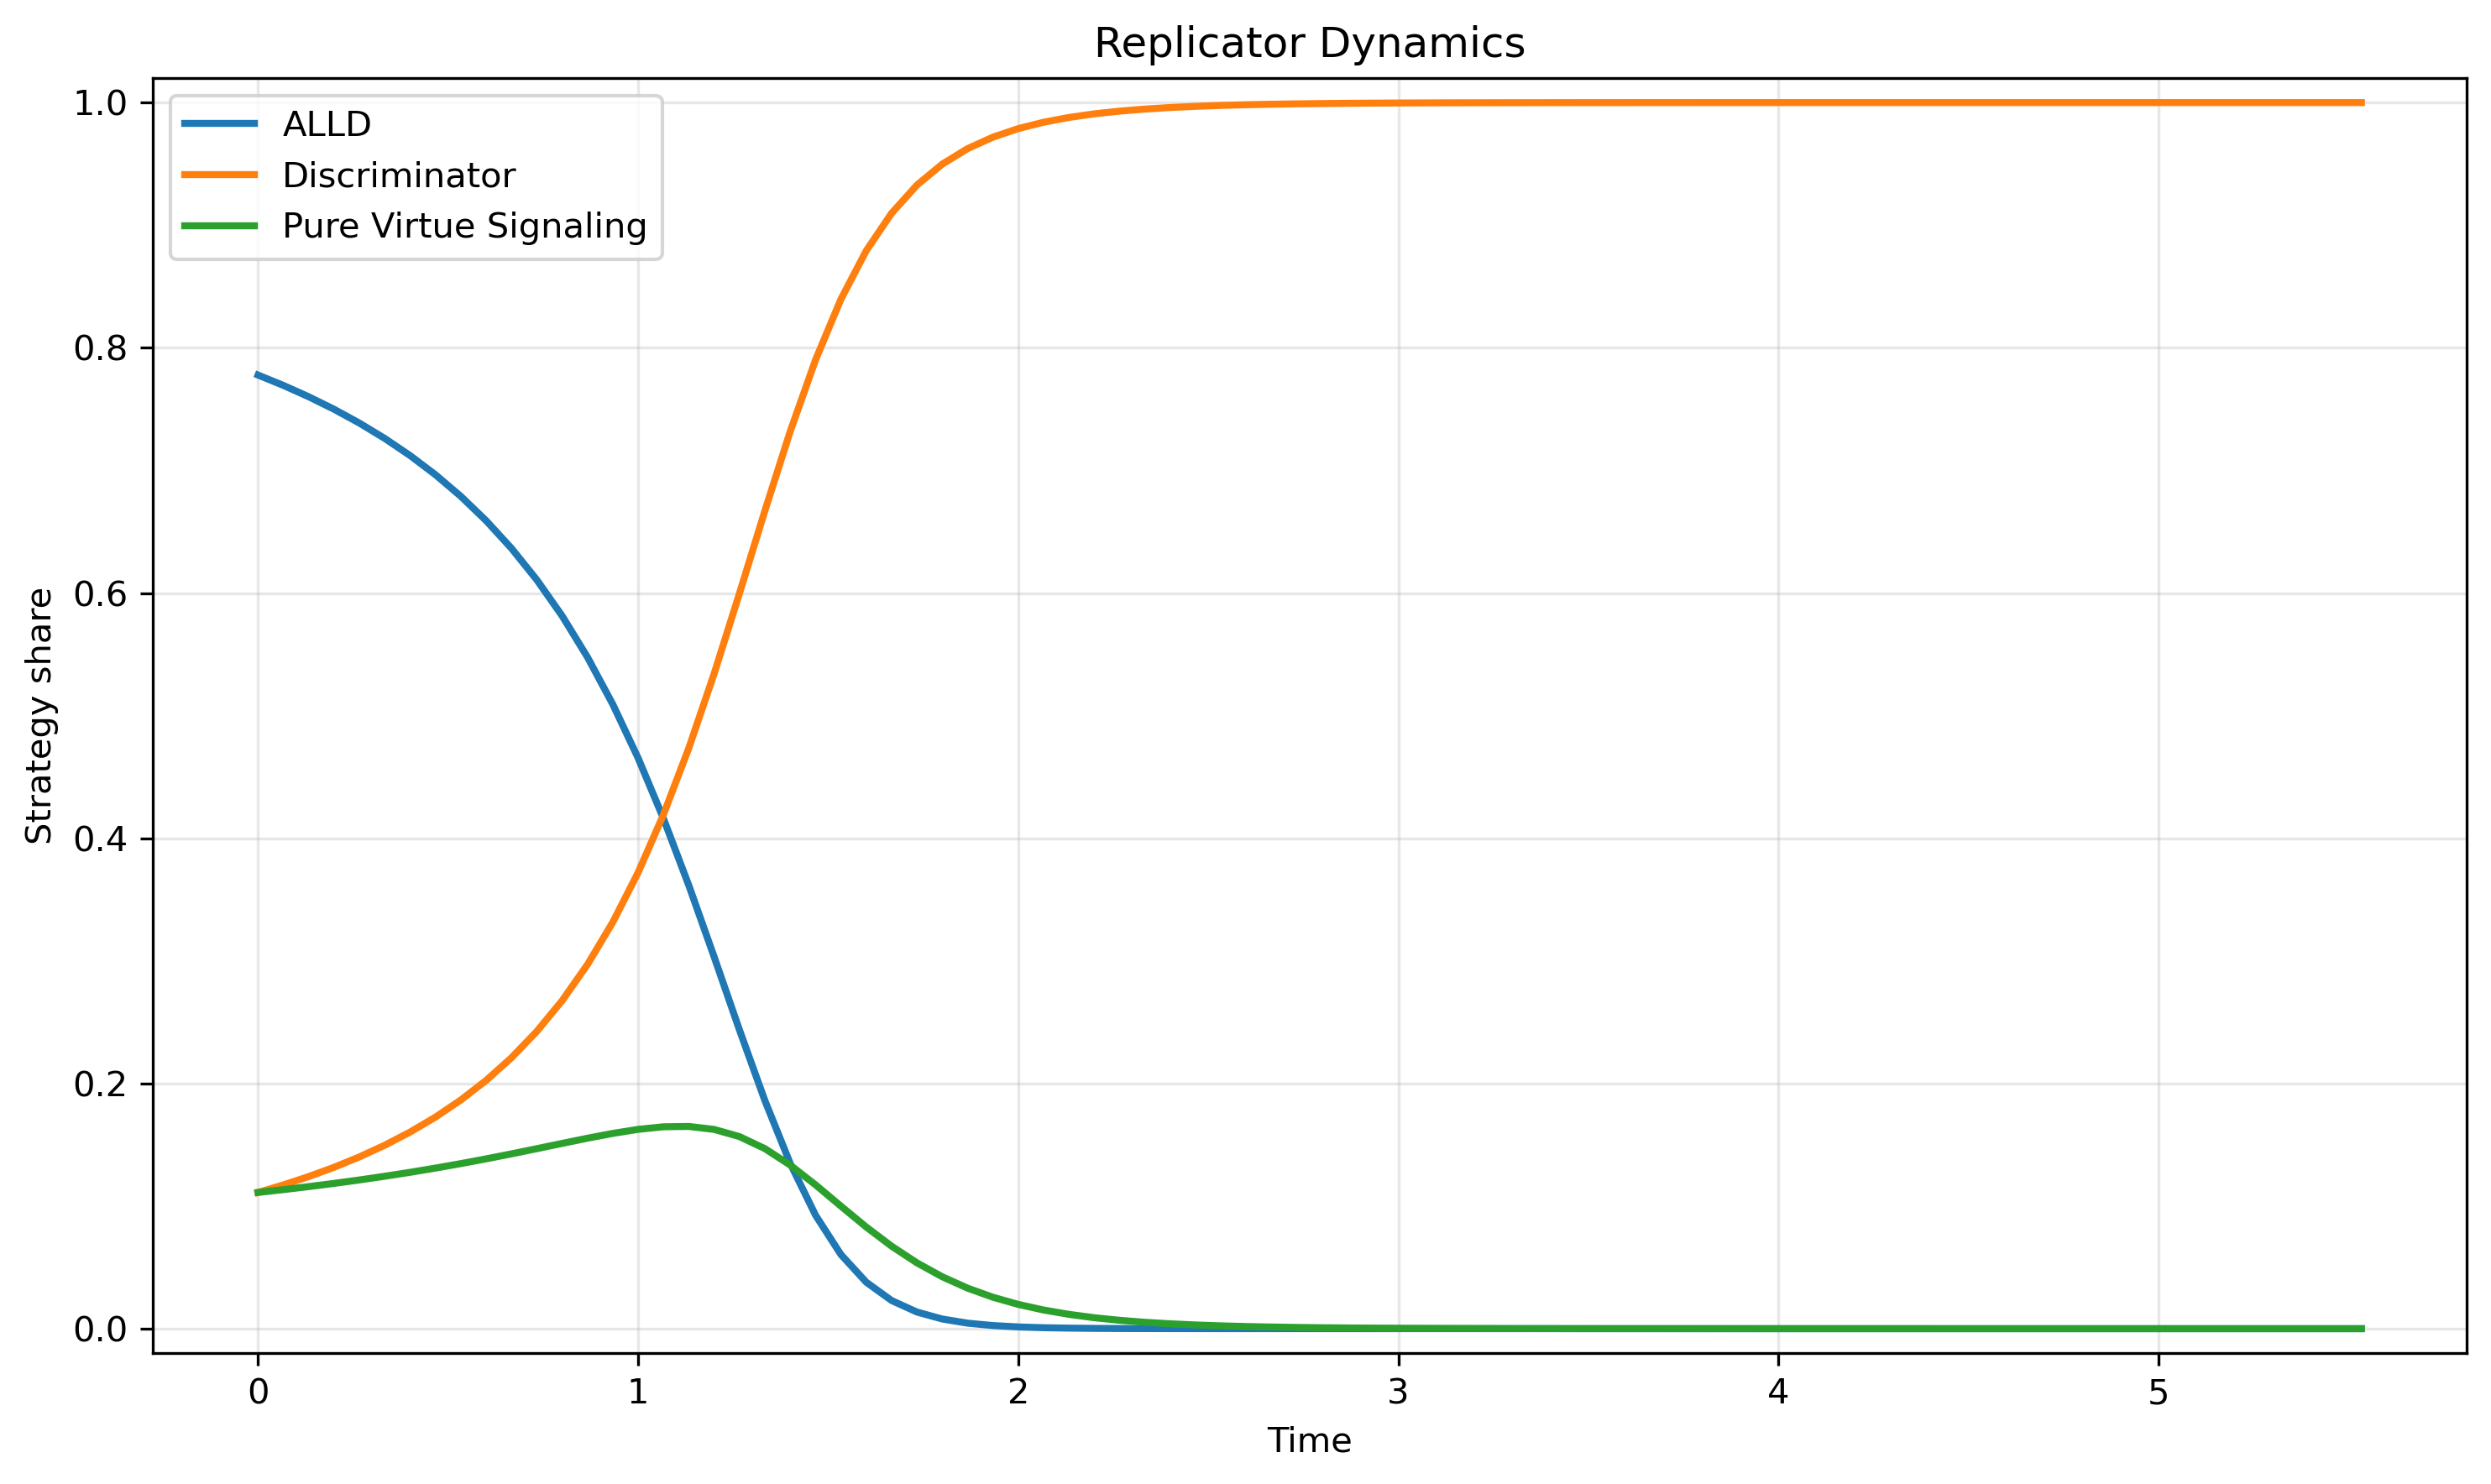 Replicator Dynamics
ALLD
Discriminator
Pure Virtue Signaling
Strategy share
1.0
0.8
0.6
0.4
0.2
0.0
0 1 2 3 4 5
Time